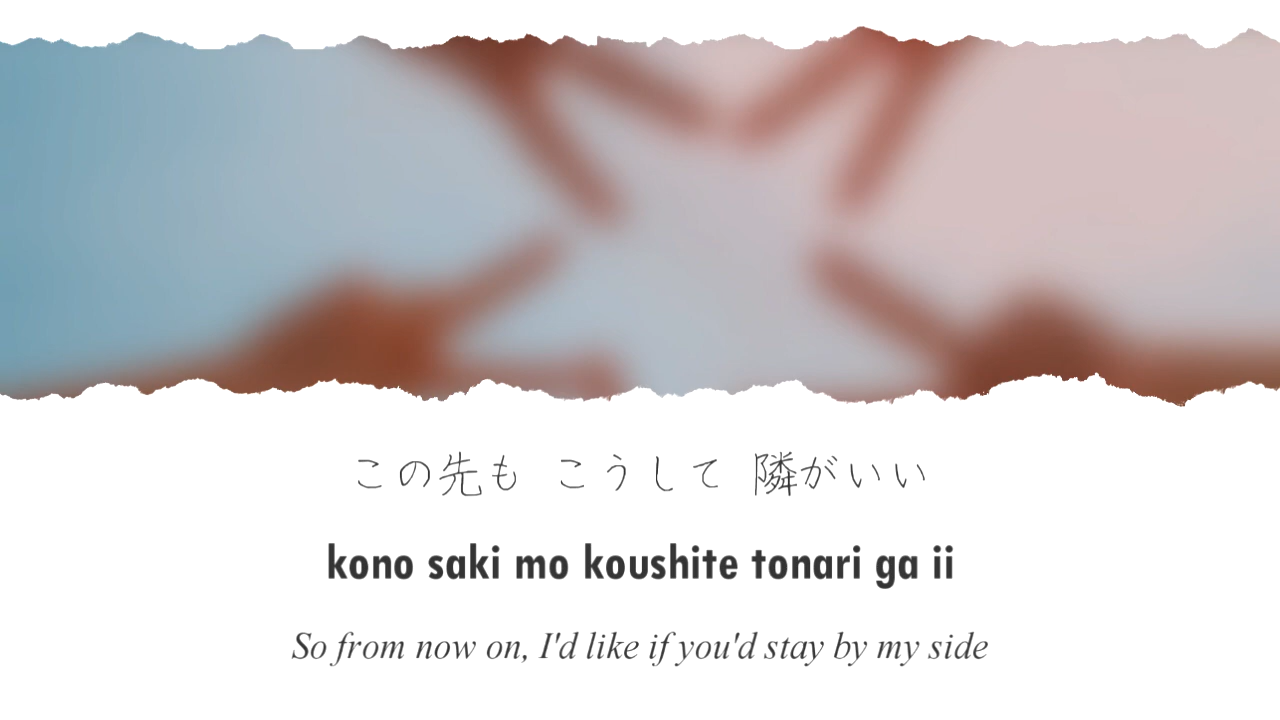 この先も こうして 隣がいい
kono saki mo koushite tonari ga ii
So from now on, I'd like if you'd stay by my side